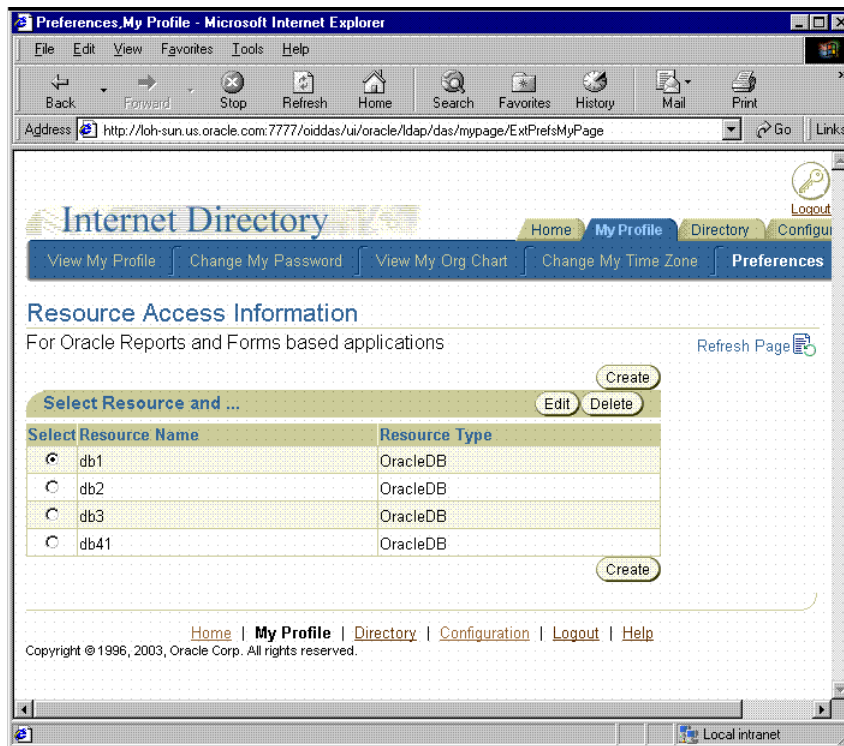 Preferences,My Profile - Microsoft Internet Explorer
File Edit View Favorites Tools Help
Back Forward Stop Refresh Home Search Favorites History Mail Print
Address http://loh-sun.us.oracle.com:7777/oiddas/ui/oracle/ldap/das/mypage/ExtPrefsMyPage Go Links
Logout
Internet Directory
Home My Profile Directory Configur
View My Profile Change My Password View My Org Chart Change My Time Zone Preferences
Resource Access Information
For Oracle Reports and Forms based applications
Refresh Page
Create
Select Resource and ... Edit Delete
Select Resource Name Resource Type
db1 OracleDB
db2 OracleDB
db3 OracleDB
db41 OracleDB
Create
Home | My Profile | Directory | Configuration | Logout | Help
Copyright © 1996, 2003, Oracle Corp. All rights reserved.
Local intranet